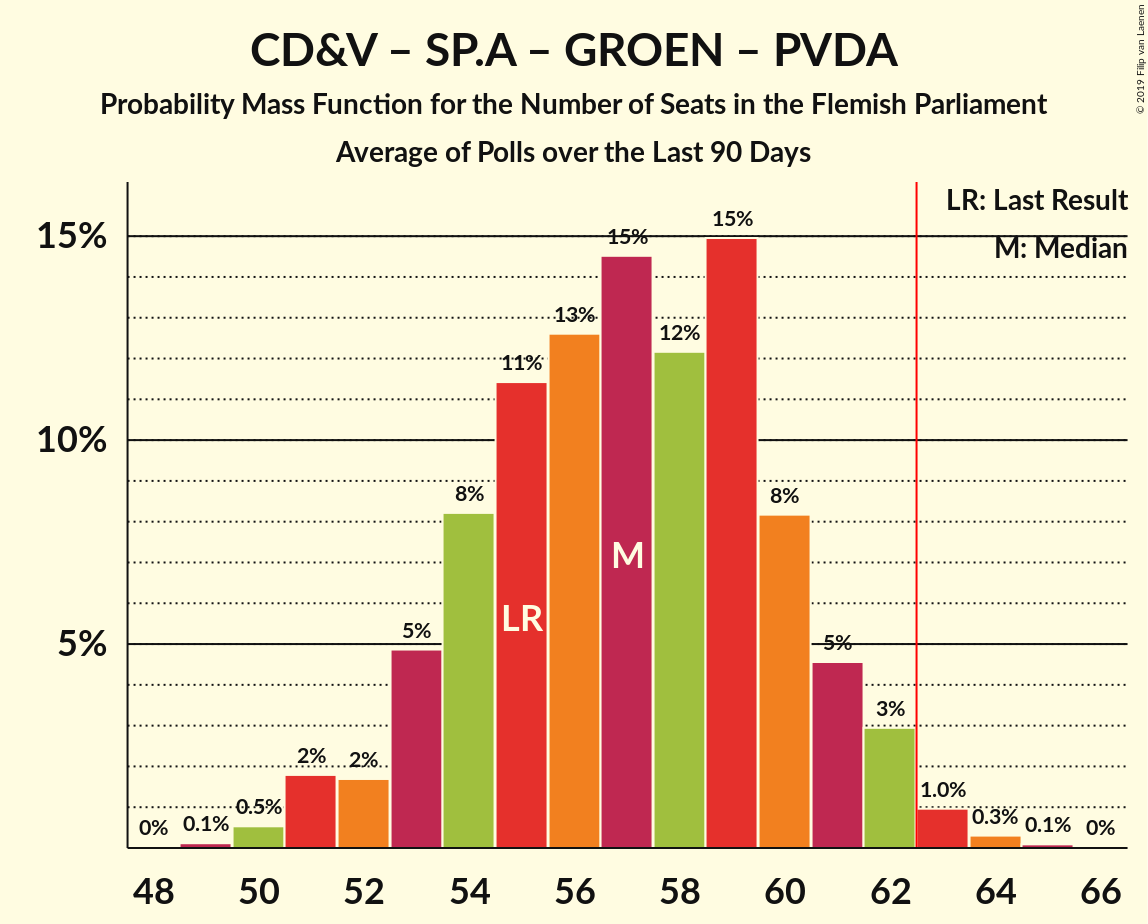 CD&V – SP.A – GROEN – PVDA
Probability Mass Function for the Number of Seats in the Flemish Parliament
Average of Polls over the Last 90 Days
© 2019 Filip van Laenen
LR: Last Result
M: Median
15%
10%
5%
0%
0.1%
0.5%
2%
2%
5%
8%
11%
13%
15%
12%
15%
8%
5%
3%
1.0%
0.3%
0.1%
0%
LR
M
48 50 52 54 56 58 60 62 64 66